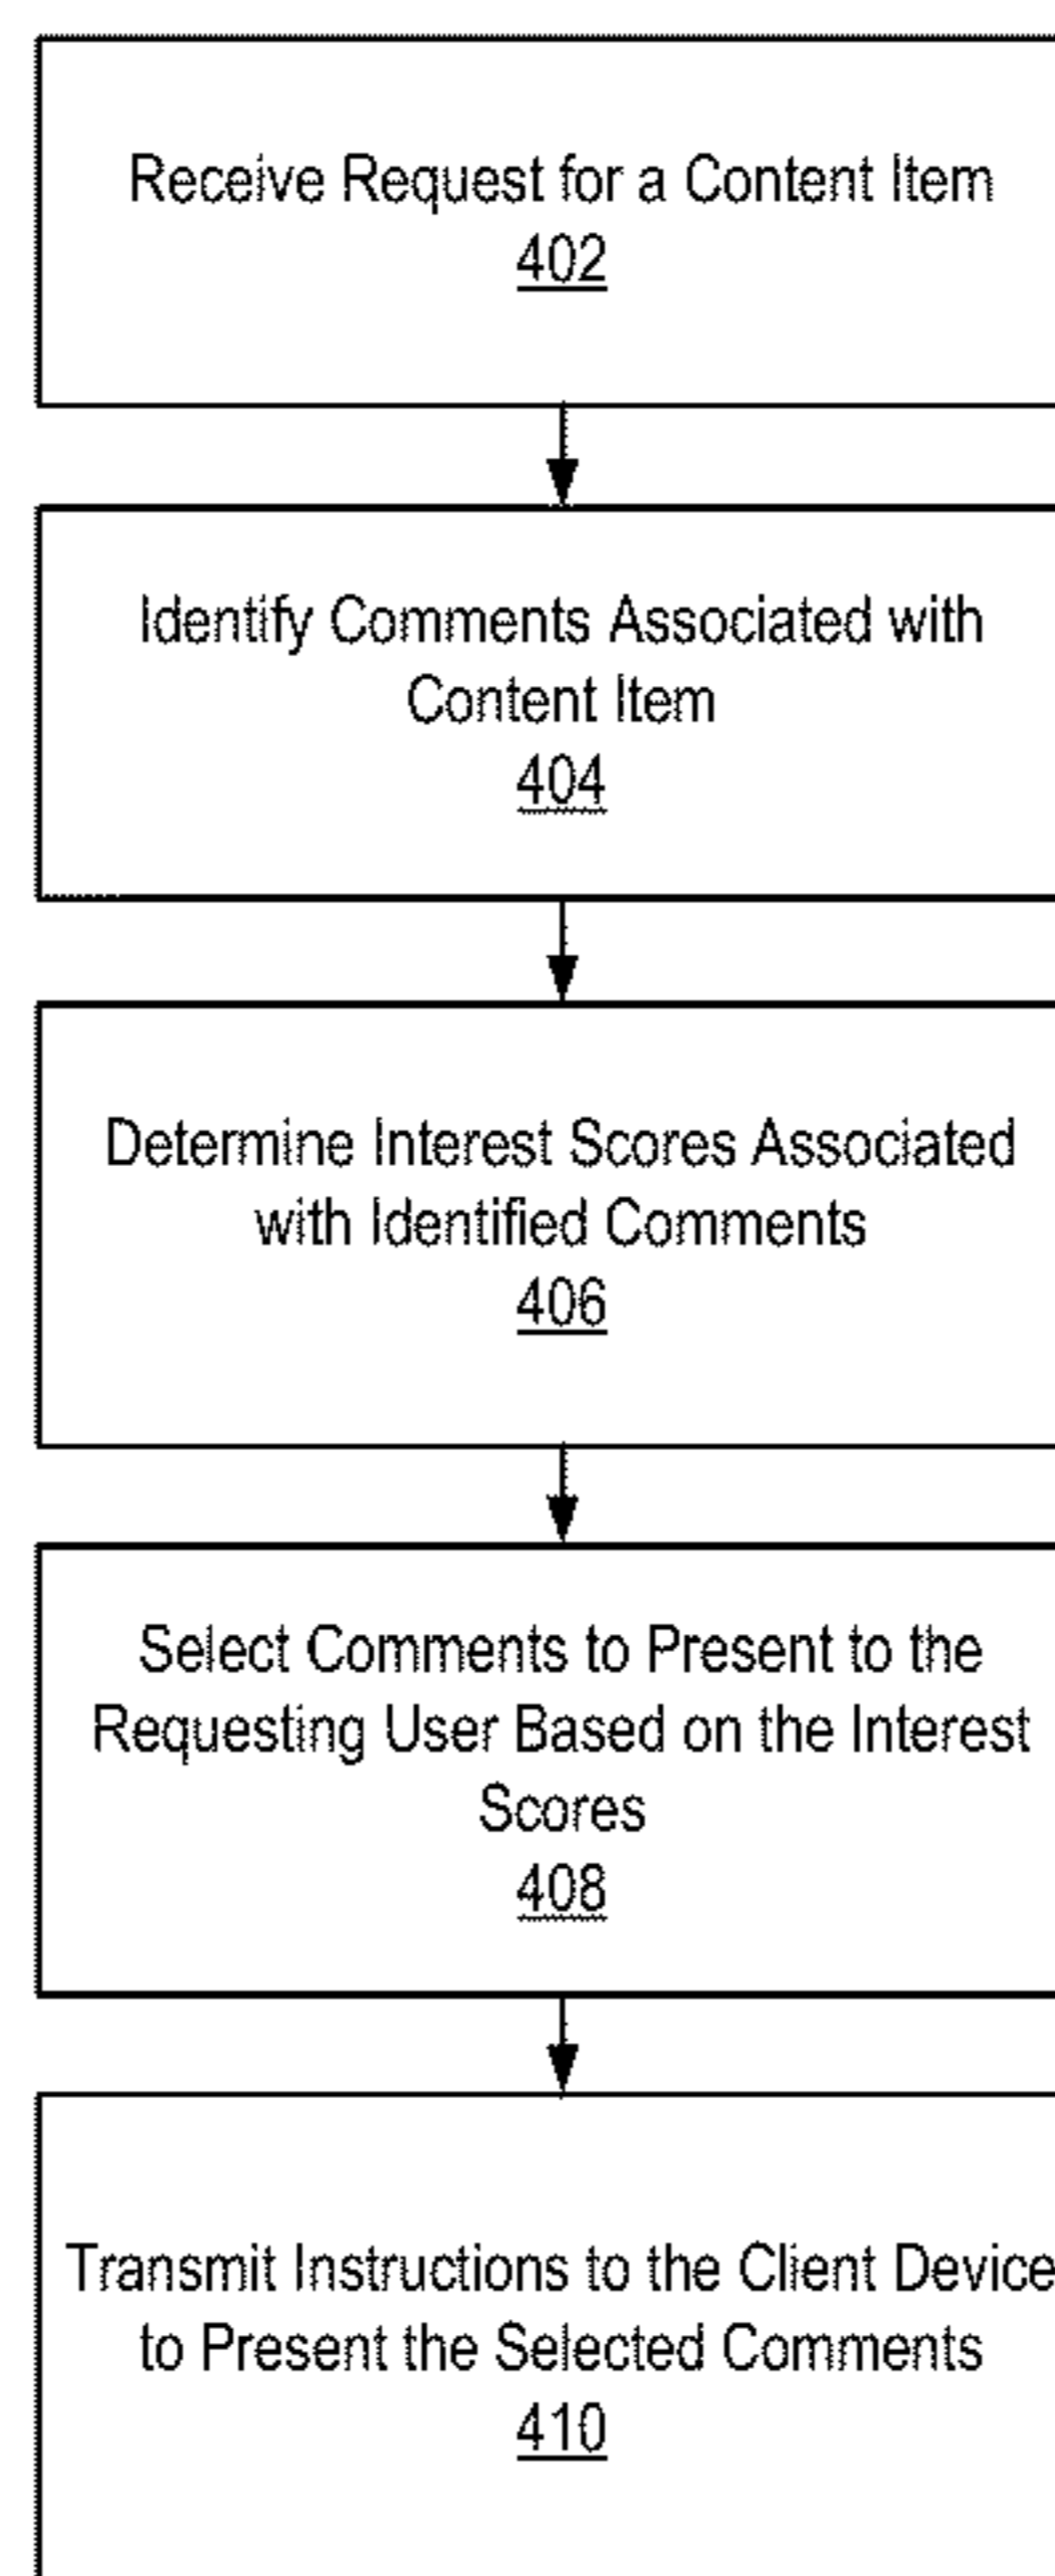 Receive Request for a Content Item
402
Identify Comments Associated with
Content Item
404
Determine Interest Scores Associated
with Identified Comments
406
Select Comments to Present to the
Requesting User Based on the Interest
Scores
408
Transmit Instructions to the Client Device
to Present the Selected Comments
410